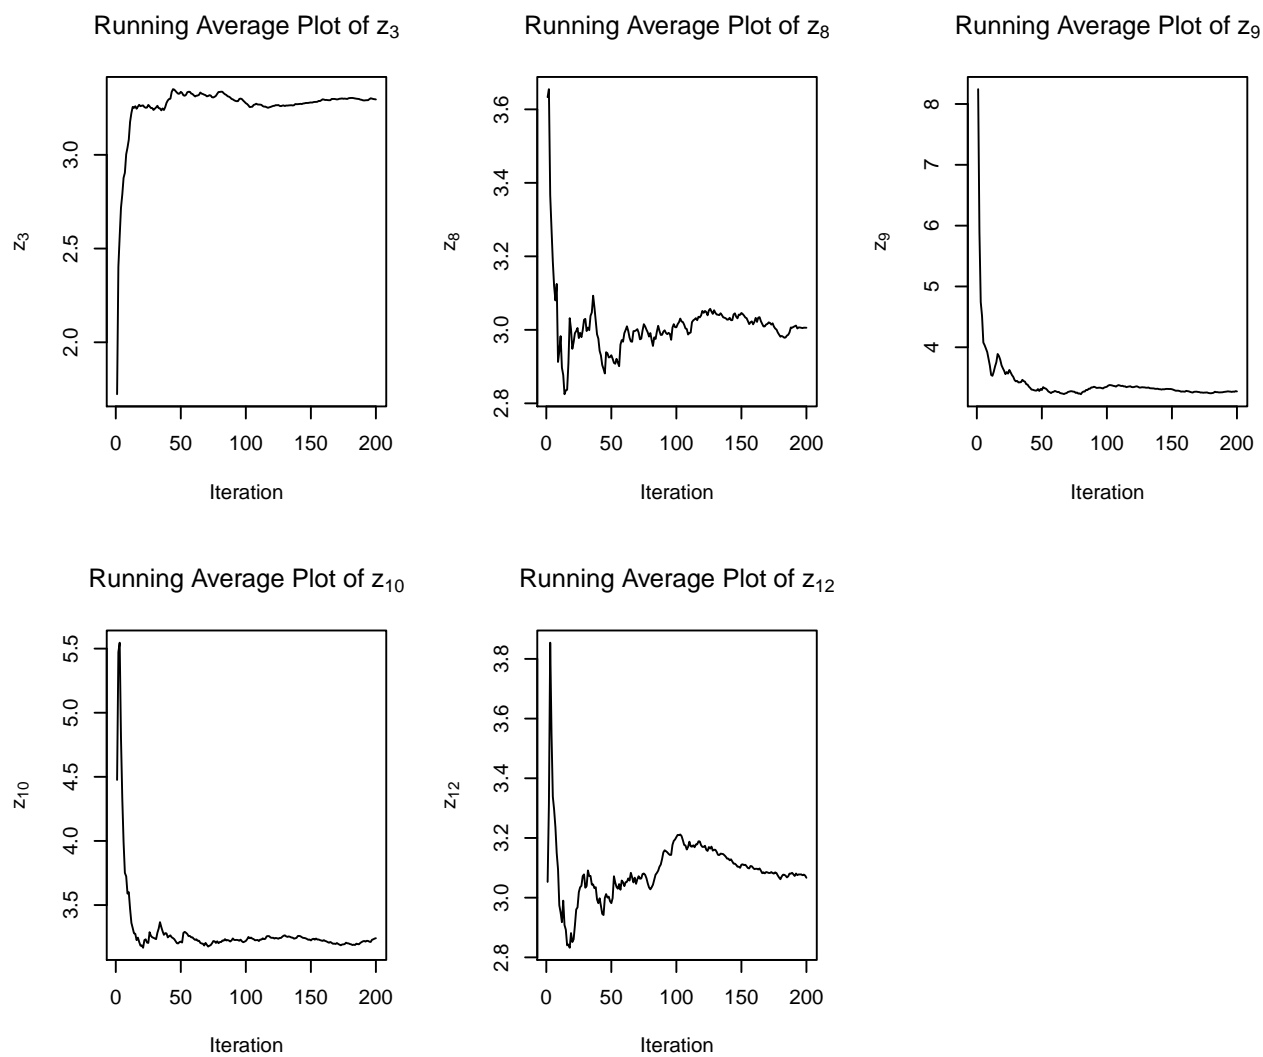 Running Average Plot of z₃
Running Average Plot of z₈
Running Average Plot of z₉
z₃
2.0
2.5
3.0
0 50 100 150 200
Iteration
z₈
2.8
3.0
3.2
3.4
3.6
0 50 100 150 200
Iteration
z₉
4
5
6
7
8
0 50 100 150 200
Iteration
Running Average Plot of z₁₀
Running Average Plot of z₁₂
z₁₀
3.5
4.0
4.5
5.0
5.5
0 50 100 150 200
Iteration
z₁₂
2.8
3.0
3.2
3.4
3.6
3.8
0 50 100 150 200
Iteration